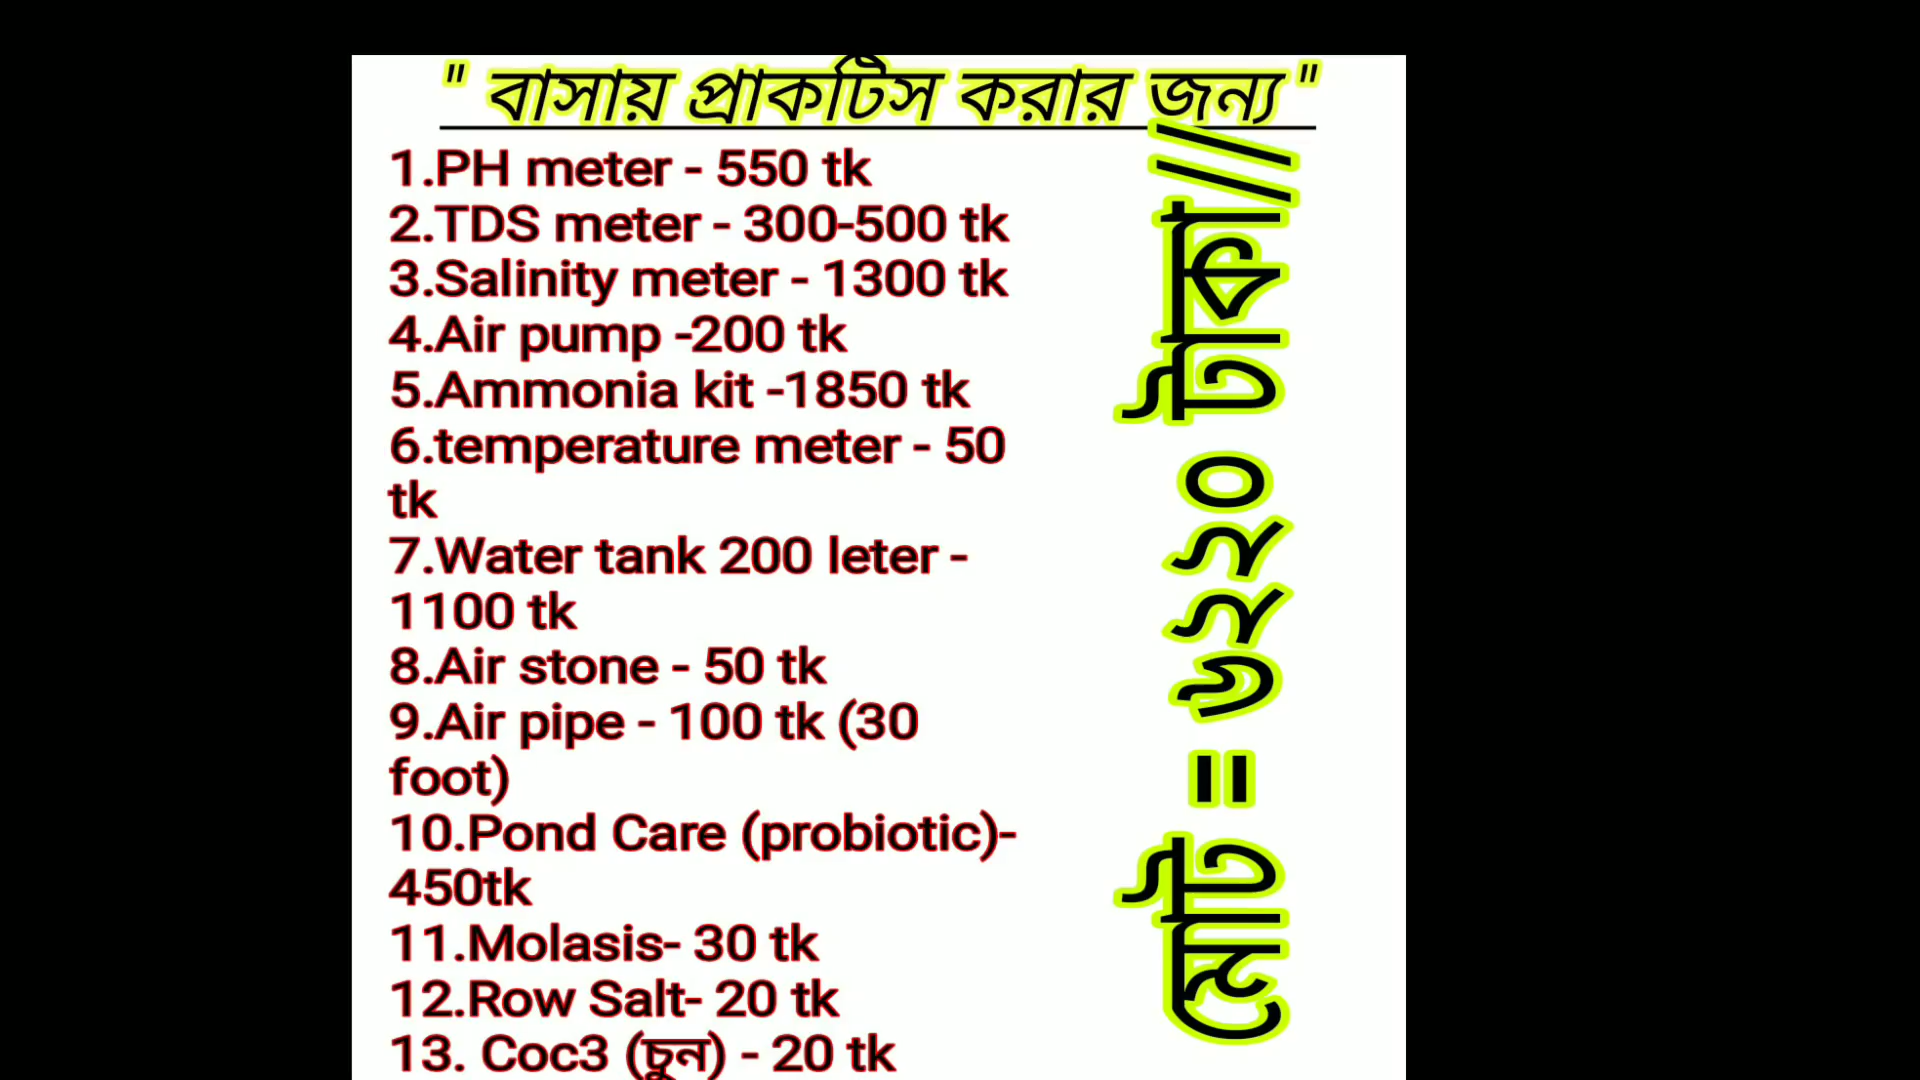 " বাসায় প্রাকটিস করার জন্য "
1.PH meter - 550 tk
2.TDS meter - 300-500 tk
3.Salinity meter - 1300 tk
4.Air pump -200 tk
5.Ammonia kit -1850 tk
6.temperature meter - 50
tk
7.Water tank 200 leter -
1100 tk
8.Air stone - 50 tk
9.Air pipe - 100 tk (30
foot)
10.Pond Care (probiotic)-
450tk
11.Molasis- 30 tk
12.Row Salt- 20 tk
13. Coc3 (চুন) - 20 tk
মোট = ৬২২০ টাকা//